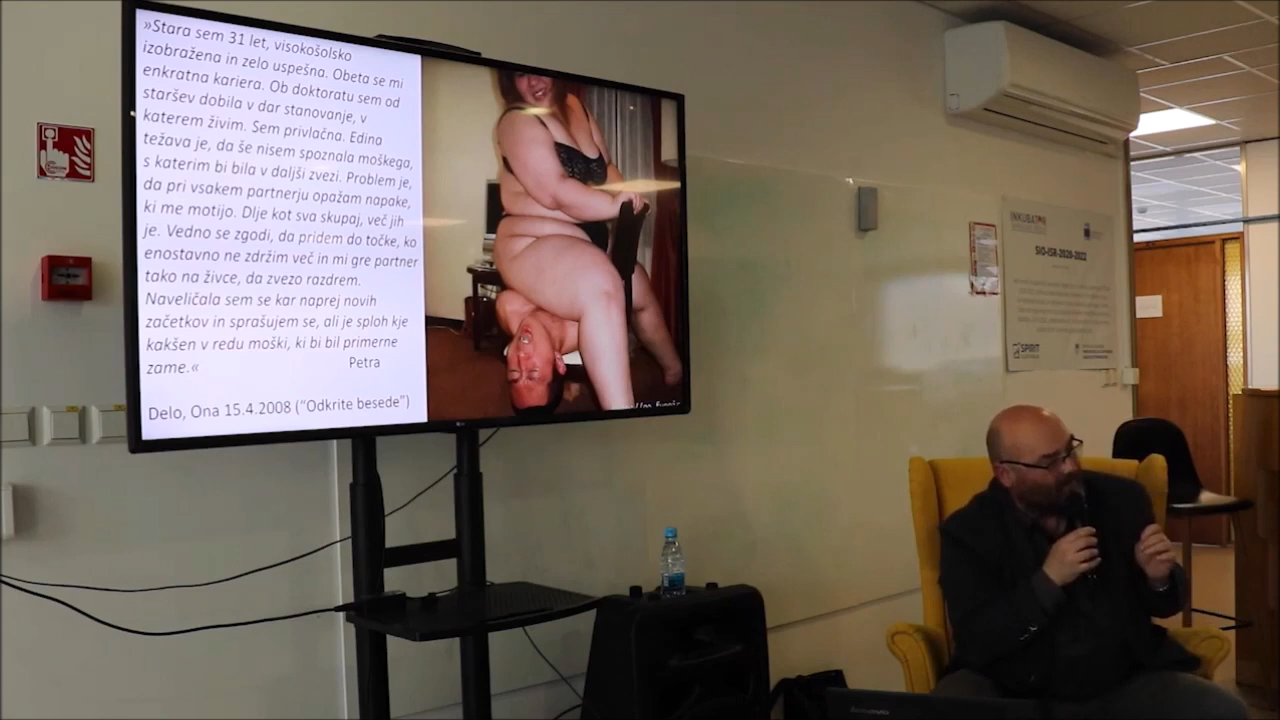 »Stara sem 31 let, visokošolsko
izobražena in zelo uspešna. Obeta se mi
enkratna kariera. Ob doktoratu sem od
staršev dobila v dar stanovanje, v
katerem živim. Sem privlačna. Edina
težava je, da še nisem spoznala moškega,
s katerim bi bila v daljši zvezi. Problem je,
da pri vsakem partnerju opažam napake,
ki me motijo. Dlje kot sva skupaj, več jih
je. Vedno se zgodi, da pridem do točke, ko
enostavno ne zdržim več in mi gre partner
tako na živce, da zvezo razdrem.
Naveličala sem se kar naprej novih
začetkov in sprašujem se, ali je sploh kje
kakšen v redu moški, ki bi bil primerne
zame.«
Petra
Delo, Ona 15.4.2008 ("Odkrite besede")
INKUBATOR
SIO-ISR-2020-2022
SPIRIT
lenovo